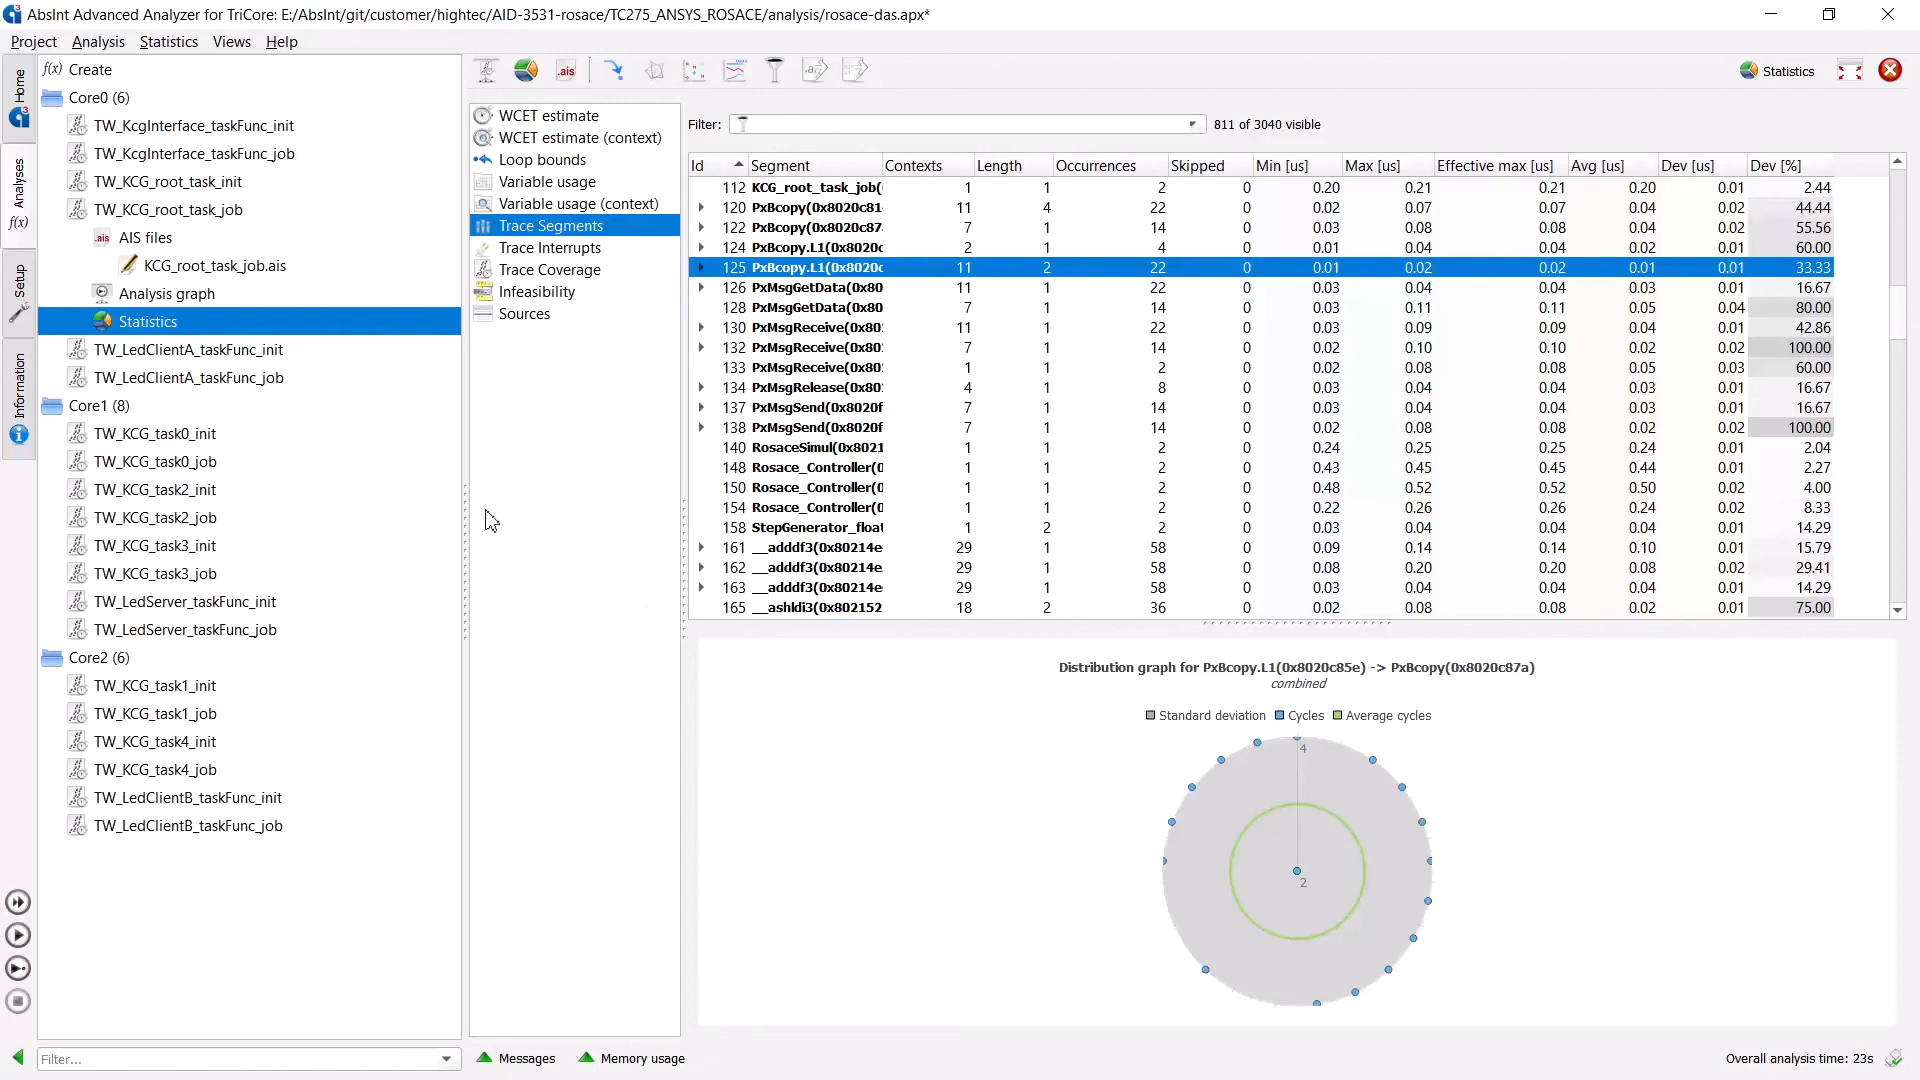 AbsInt Advanced Analyzer for TriCore: E:/AbsInt/git/customer/hightec/AID-3531-rosace/TC275_ANSYS_ROSACE/analysis/rosace-das.apx*
Project Analysis Statistics Views Help
Home
Analyses
f(x)
Setup
Information
f(x) Create
Core0 (6)
TW_KcgInterface_taskFunc_init
TW_KcgInterface_taskFunc_job
TW_KCG_root_task_init
TW_KCG_root_task_job
.ais AIS files
KCG_root_task_job.ais
Analysis graph
Statistics
TW_LedClientA_taskFunc_init
TW_LedClientA_taskFunc_job
Core1 (8)
TW_KCG_task0_init
TW_KCG_task0_job
TW_KCG_task2_init
TW_KCG_task2_job
TW_KCG_task3_init
TW_KCG_task3_job
TW_LedServer_taskFunc_init
TW_LedServer_taskFunc_job
Core2 (6)
TW_KCG_task1_init
TW_KCG_task1_job
TW_KCG_task4_init
TW_KCG_task4_job
TW_LedClientB_taskFunc_init
TW_LedClientB_taskFunc_job
Filter...
.ais
Statistics
WCET estimate
WCET estimate (context)
Loop bounds
Variable usage
Variable usage (context)
Trace Segments
Trace Interrupts
Trace Coverage
Infeasibility
Sources
Filter: 811 of 3040 visible
Id Segment Contexts Length Occurrences Skipped Min [us] Max [us] Effective max [us] Avg [us] Dev [us] Dev [%]
112 KCG_root_task_job( 1 1 2 0 0.20 0.21 0.21 0.20 0.01 2.44
120 PxBcopy(0x8020c81 11 4 22 0 0.02 0.07 0.07 0.04 0.02 44.44
122 PxBcopy(0x8020c87 7 1 14 0 0.03 0.08 0.08 0.04 0.02 55.56
124 PxBcopy.L1(0x8020c 2 1 4 0 0.01 0.04 0.04 0.02 0.01 60.00
125 PxBcopy.L1(0x8020c 11 2 22 0 0.01 0.02 0.02 0.01 0.01 33.33
126 PxMsgGetData(0x80 11 1 22 0 0.03 0.04 0.04 0.03 0.01 16.67
128 PxMsgGetData(0x80 7 1 14 0 0.03 0.11 0.11 0.05 0.04 80.00
130 PxMsgReceive(0x80 11 1 22 0 0.03 0.09 0.09 0.04 0.02 42.86
132 PxMsgReceive(0x80 7 1 14 0 0.02 0.10 0.10 0.02 0.02 100.00
133 PxMsgReceive(0x80 1 1 2 0 0.02 0.08 0.08 0.05 0.03 60.00
134 PxMsgRelease(0x80 4 1 8 0 0.03 0.04 0.04 0.03 0.01 16.67
137 PxMsgSend(0x8020f 7 1 14 0 0.03 0.04 0.04 0.03 0.01 16.67
138 PxMsgSend(0x8020f 7 1 14 0 0.02 0.08 0.08 0.02 0.02 100.00
140 RosaceSimul(0x8021 1 1 2 0 0.24 0.25 0.25 0.24 0.01 2.04
148 Rosace_Controller(0 1 1 2 0 0.43 0.45 0.45 0.44 0.01 2.27
150 Rosace_Controller(0 1 1 2 0 0.48 0.52 0.52 0.50 0.02 4.00
154 Rosace_Controller(0 1 1 2 0 0.22 0.26 0.26 0.24 0.02 8.33
158 StepGenerator_float 1 2 2 0 0.03 0.04 0.04 0.04 0.01 14.29
161 __adddf3(0x80214e 29 1 58 0 0.09 0.14 0.14 0.10 0.01 15.79
162 __adddf3(0x80214e 29 1 58 0 0.08 0.20 0.20 0.08 0.02 29.41
163 __adddf3(0x80214e 29 1 58 0 0.03 0.04 0.04 0.04 0.01 14.29
165 __ashldi3(0x802152 18 2 36 0 0.02 0.08 0.08 0.02 0.01 75.00
Distribution graph for PxBcopy.L1(0x8020c85e) -> PxBcopy(0x8020c87a)
combined
Standard deviation Cycles Average cycles
4
2
Messages Memory usage
Overall analysis time: 23s